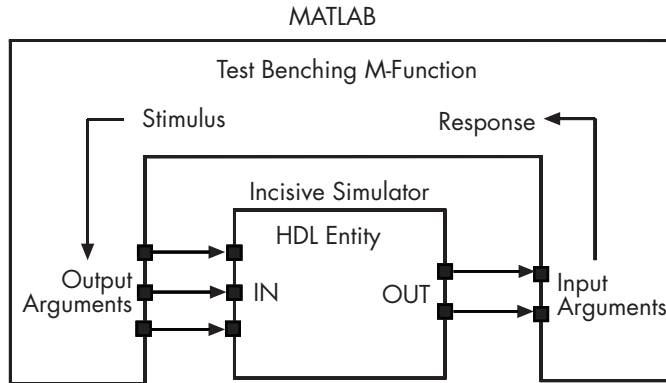 MATLAB
Test Benching M-Function
Stimulus
Response
Incisive Simulator
HDL Entity
Output
Arguments
IN
OUT
Input
Arguments